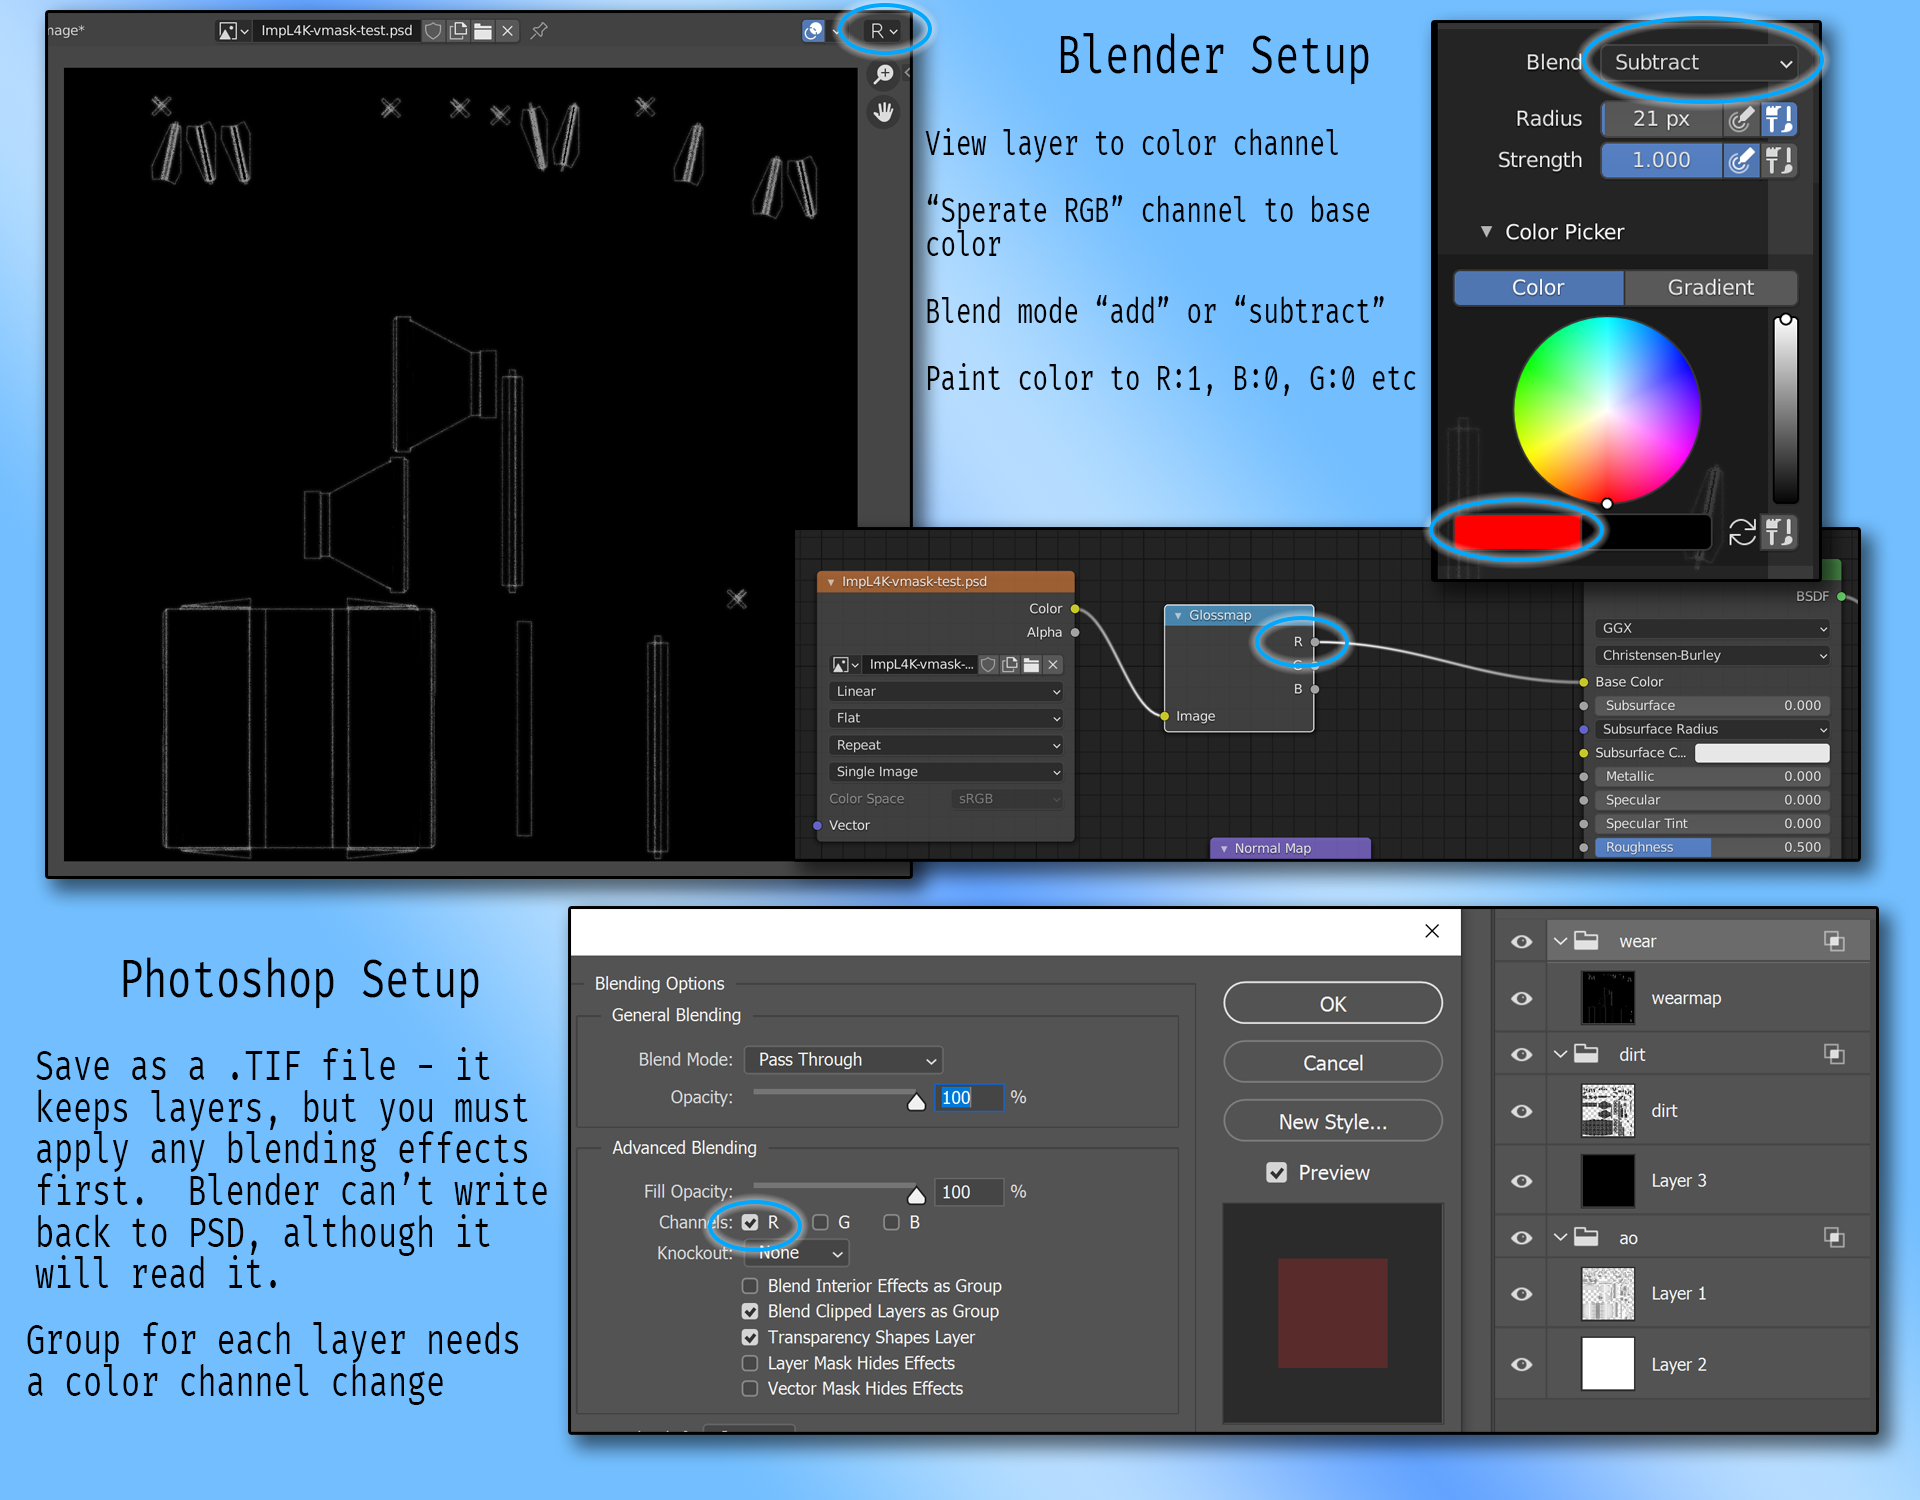 nage*
ImpL4K-vmask-test.psd
R
Blender Setup
View layer to color channel
“Sperate RGB” channel to base
color
Blend mode “add” or “subtract”
Paint color to R:1, B:0, G:0 etc
Blend
Subtract
Radius
21 px
Strength
1.000
Color Picker
Color
Gradient
ImpL4K-vmask-test.psd
Color
Alpha
ImpL4K-vmask-...
Linear
Flat
Repeat
Single Image
Color Space
sRGB
Vector
Glossmap
R
G
B
Image
Normal Map
BSDF
GGX
Christensen-Burley
Base Color
Subsurface 0.000
Subsurface Radius
Subsurface C...
Metallic 0.000
Specular 0.000
Specular Tint 0.000
Roughness 0.500
Photoshop Setup
Save as a .TIF file – it
keeps layers, but you must
apply any blending effects
first.  Blender can’t write
back to PSD, although it
will read it.
Group for each layer needs
a color channel change
Blending Options
General Blending
Blend Mode: Pass Through
Opacity: 100 %
Advanced Blending
Fill Opacity: 100 %
Channels: R G B
Knockout: None
Blend Interior Effects as Group
Blend Clipped Layers as Group
Transparency Shapes Layer
Layer Mask Hides Effects
Vector Mask Hides Effects
OK
Cancel
New Style...
Preview
wear
wearmap
dirt
dirt
Layer 3
ao
Layer 1
Layer 2